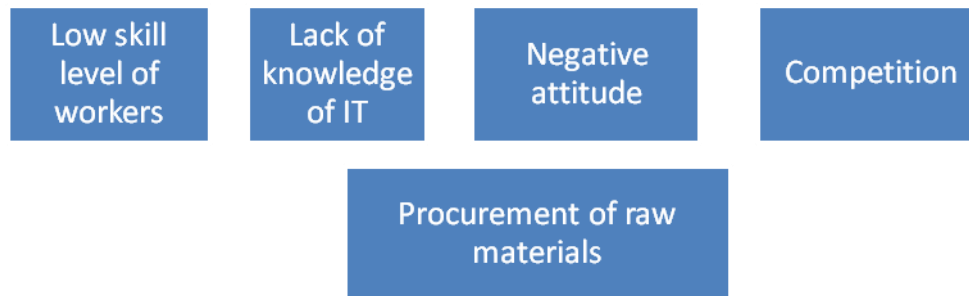 Low skill
level of
workers
Lack of
knowledge
of IT
Negative
attitude
Competition
Procurement of raw
materials